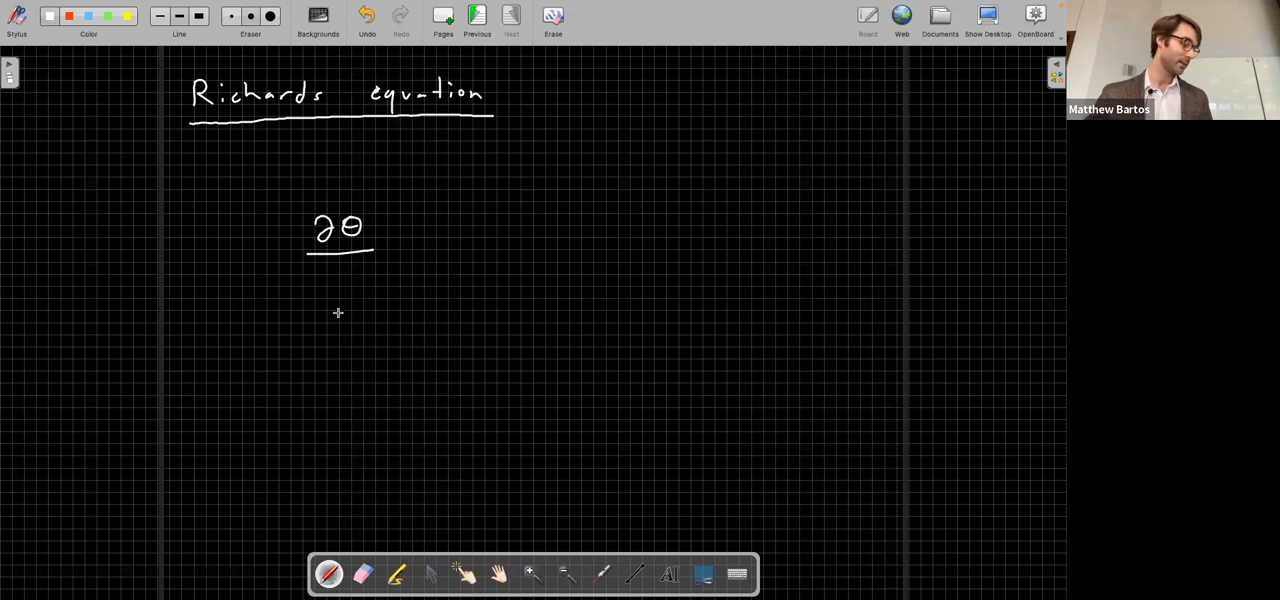 Stylus Color Line Eraser Backgrounds Undo Redo Pages Previous Next Erase Board Web Documents Show Desktop OpenBoard
Matthew Bartos
Richards equation
∂θ
AI